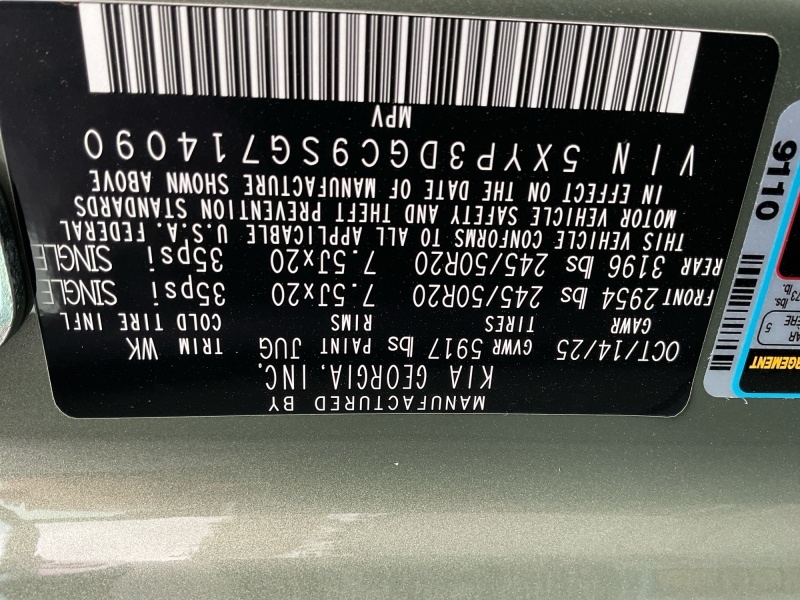 MANUFACTURED BY
KIA GEORGIA. INC.
OCT/14/25 GVWR 5917 lbs PAINT JUG TRIM WK
GAWR TIRES RIMS COLD TIRE INFL
FRONT 2954 lbs 245/50R20 7.5Jx20 35psi SINGLE
REAR 3196 lbs 245/50R20 7.5Jx20 35psi SINGLE
THIS VEHICLE CONFORMS TO ALL APPLICABLE U.S.A. FEDERAL
MOTOR VEHICLE SAFETY AND THEFT PREVENTION STANDARDS
IN EFFECT ON THE DATE OF MANUFACTURE SHOWN ABOVE
VIN 5XYP3DGC9SG714090
MPV
9110
5